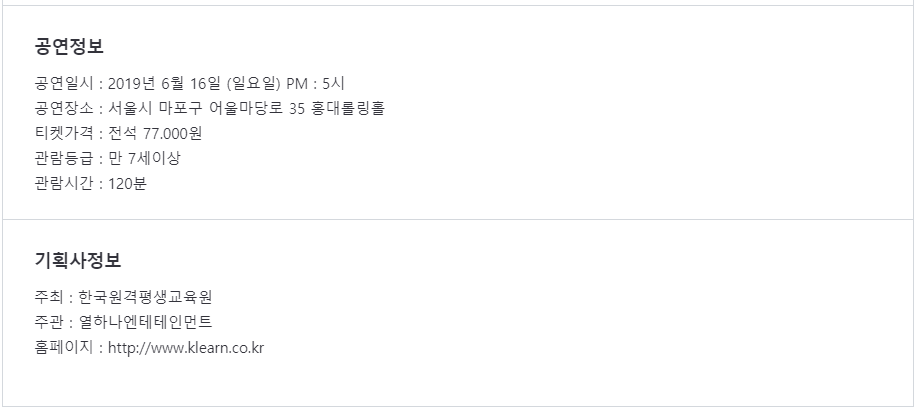 공연정보
공연일시 : 2019년 6월 16일 (일요일) PM : 5시
공연장소 : 서울시 마포구 어울마당로 35 홍대롤링홀
티켓가격 : 전석 77.000원
관람등급 : 만 7세이상
관람시간 : 120분
기획사정보
주최 : 한국원격평생교육원
주관 : 열하나엔테테인먼트
홈페이지 : http://www.klearn.co.kr